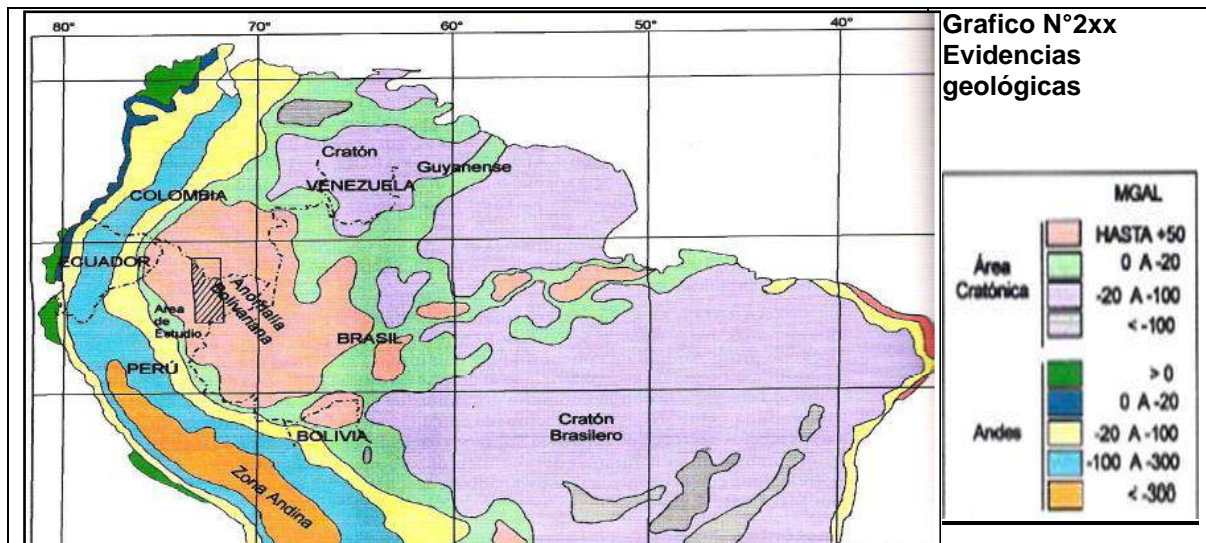 80°
70°
60°
50°
40°
Grafico N°2xx
Evidencias
geológicas
Cratón
Guyanense
VENEZUELA
COLOMBIA
ECUADOR
Anomalia
Bolivariana
Area
de
Estudio
BRASIL
PERÚ
Cratón
Brasilero
BOLIVIA
Zona Andina
MGAL
Área
Cratónica
HASTA +50
0 A -20
-20 A -100
< -100
Andes
> 0
0 A -20
-20 A -100
-100 A -300
< -300